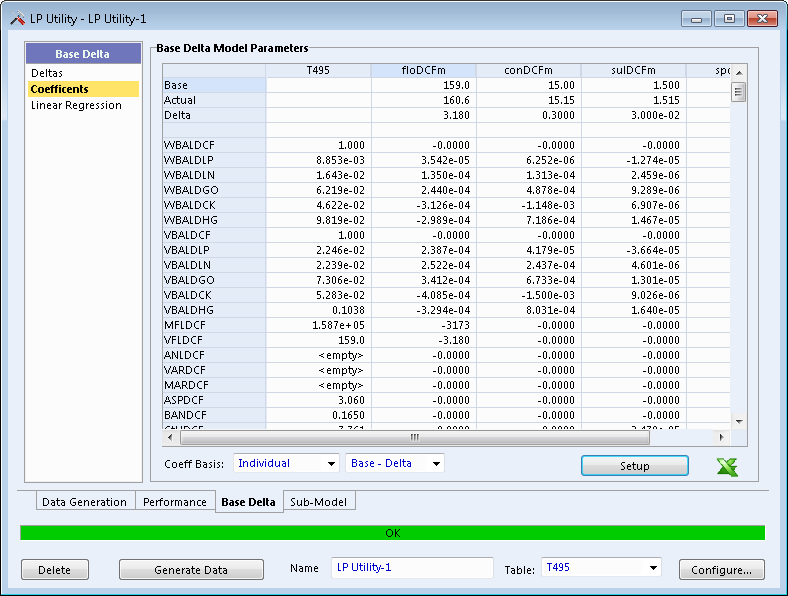 LP Utility - LP Utility-1
Base Delta
Deltas
Coefficents
Linear Regression
Base Delta Model Parameters
T495 floDCFm conDCFm sulDCFm spo
Base 159.0 15.00 1.500
Actual 160.6 15.15 1.515
Delta 3.180 0.3000 3.000e-02
WBALDCF 1.000 -0.0000 -0.0000 -0.0000
WBALDLP 8.853e-03 3.542e-05 6.252e-06 -1.274e-05
WBALDLN 1.643e-02 1.350e-04 1.313e-04 2.459e-06
WBALDGO 6.219e-02 2.440e-04 4.878e-04 9.289e-06
WBALDCK 4.622e-02 -3.126e-04 -1.148e-03 6.907e-06
WBALDHG 9.819e-02 -2.989e-04 7.186e-04 1.467e-05
VBALDCF 1.000 -0.0000 -0.0000 -0.0000
VBALDLP 2.246e-02 2.387e-04 4.179e-05 -3.664e-05
VBALDLN 2.239e-02 2.522e-04 2.437e-04 4.601e-06
VBALDGO 7.306e-02 3.412e-04 6.733e-04 1.301e-05
VBALDCK 5.283e-02 -4.085e-04 -1.500e-03 9.026e-06
VBALDHG 0.1038 -3.294e-04 8.031e-04 1.640e-05
MFLDCF 1.587e+05 -3173 -0.0000 -0.0000
VFLDCF 159.0 -3.180 -0.0000 -0.0000
ANLDCF <empty> -0.0000 -0.0000 -0.0000
VARDCF <empty> -0.0000 -0.0000 -0.0000
MARDCF <empty> -0.0000 -0.0000 -0.0000
ASPDCF 3.060 -0.0000 -0.0000 -0.0000
BANDCF 0.1650 -0.0000 -0.0000 -0.0000
Coeff Basis: Individual Base - Delta Setup
Data Generation Performance Base Delta Sub-Model
OK
Delete Generate Data Name LP Utility-1 Table: T495 Configure...